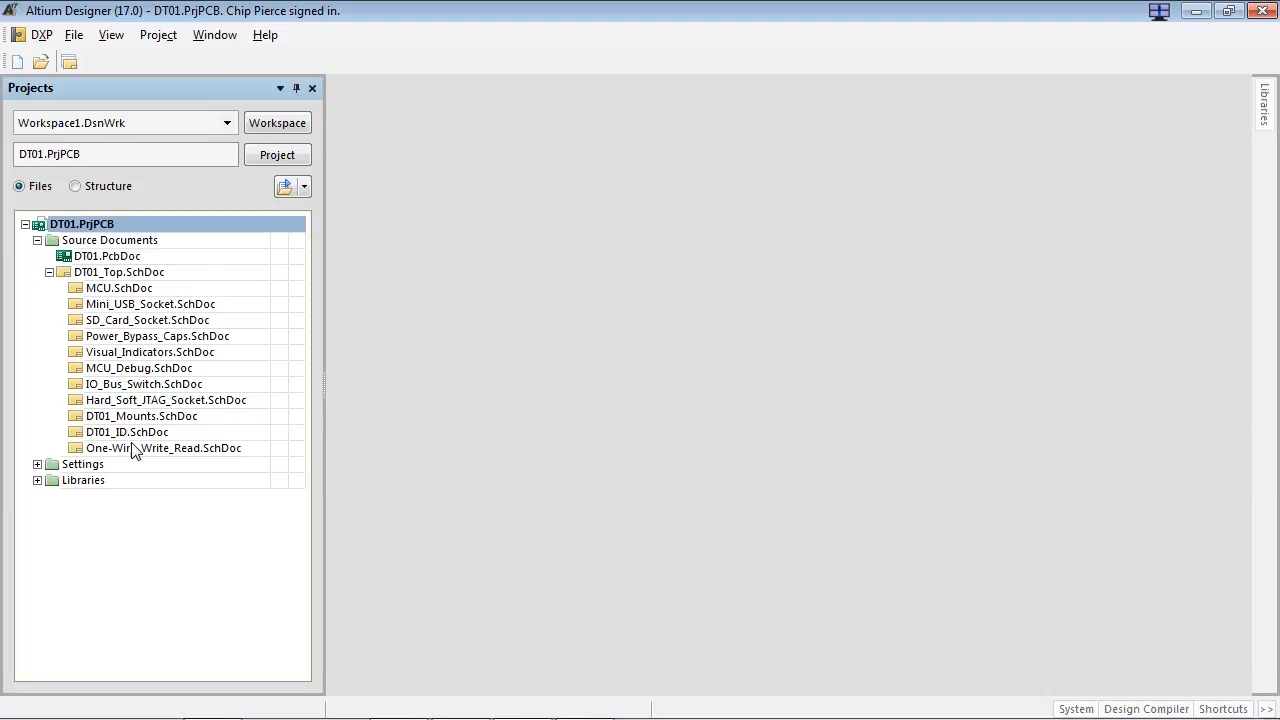 Altium Designer (17.0) - DT01.PrjPCB. Chip Pierce signed in.
DXP File View Project Window Help
Projects
Workspace1.DsnWrk Workspace
DT01.PrjPCB Project
Files Structure
DT01.PrjPCB
Source Documents
DT01.PcbDoc
DT01_Top.SchDoc
MCU.SchDoc
Mini_USB_Socket.SchDoc
SD_Card_Socket.SchDoc
Power_Bypass_Caps.SchDoc
Visual_Indicators.SchDoc
MCU_Debug.SchDoc
IO_Bus_Switch.SchDoc
Hard_Soft_JTAG_Socket.SchDoc
DT01_Mounts.SchDoc
DT01_ID.SchDoc
One-Wire_Write_Read.SchDoc
Settings
Libraries
Libraries
System Design Compiler Shortcuts >>